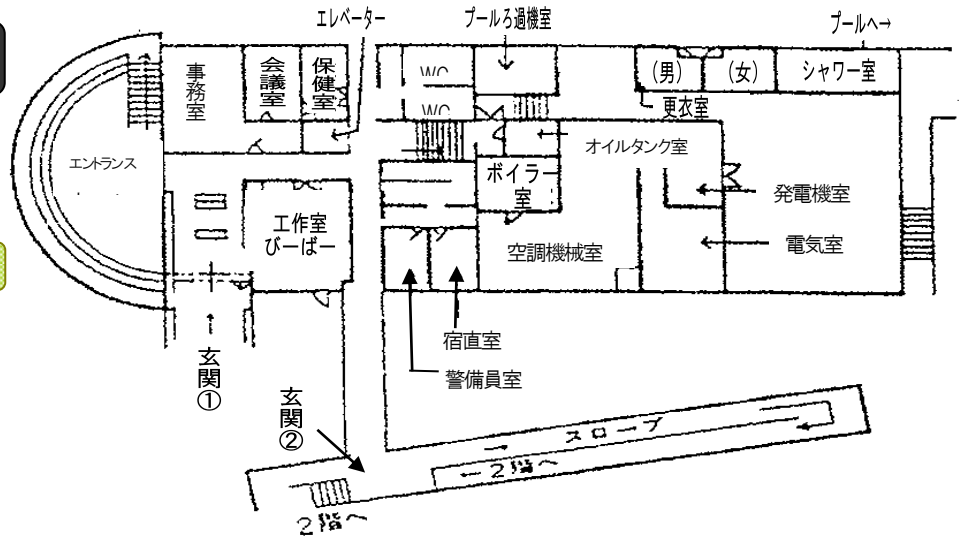 エレベーター
プールろ過機室
プールへ→
事務室
会議室
保健室
WC
WC
(男)
(女)
シャワー室
更衣室
エントランス
オイルタンク室
ボイラー
室
工作室
びーばー
発電機室
空調機械室
電気室
宿直室
警備員室
玄関①
玄関②
スロープ
←2階へ
2階へ